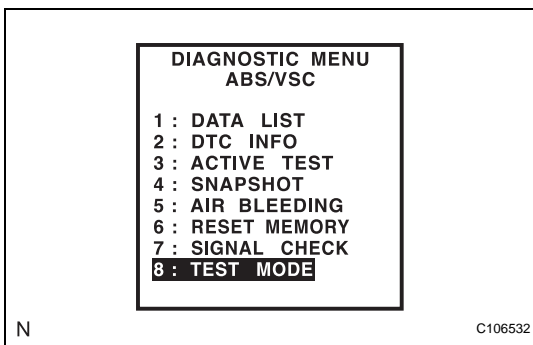 DIAGNOSTIC MENU
ABS/VSC
1 : DATA LIST
2 : DTC INFO
3 : ACTIVE TEST
4 : SNAPSHOT
5 : AIR BLEEDING
6 : RESET MEMORY
7 : SIGNAL CHECK
8 : TEST MODE
N
C106532